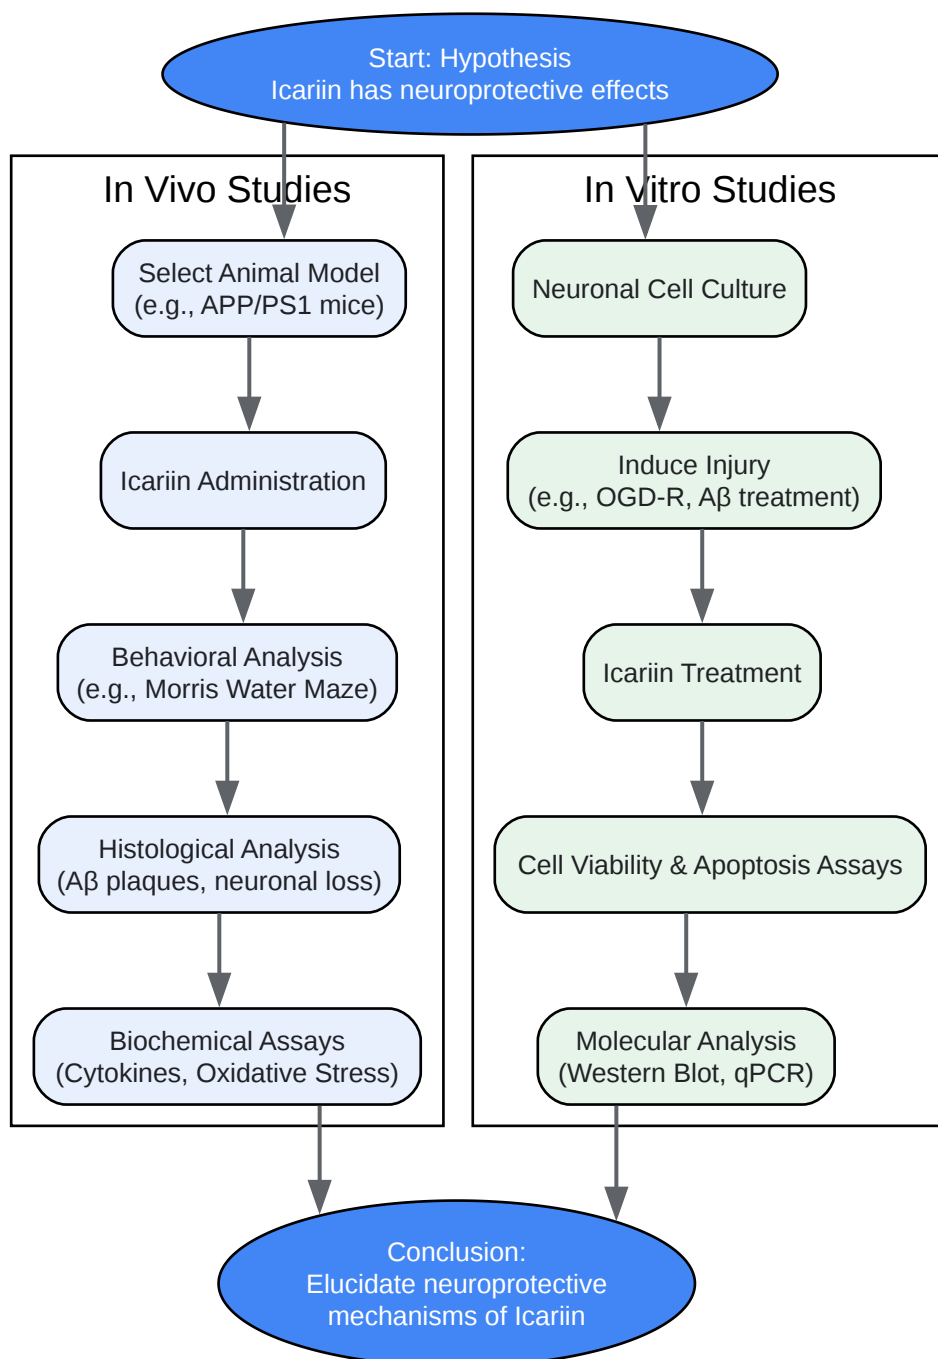 Start: Hypothesis
Icariin has neuroprotective effects
In Vivo Studies
Select Animal Model
(e.g., APP/PS1 mice)
Icariin Administration
Behavioral Analysis
(e.g., Morris Water Maze)
Histological Analysis
(Aβ plaques, neuronal loss)
Biochemical Assays
(Cytokines, Oxidative Stress)
In Vitro Studies
Neuronal Cell Culture
Induce Injury
(e.g., OGD-R, Aβ treatment)
Icariin Treatment
Cell Viability & Apoptosis Assays
Molecular Analysis
(Western Blot, qPCR)
Conclusion:
Elucidate neuroprotective
mechanisms of Icariin